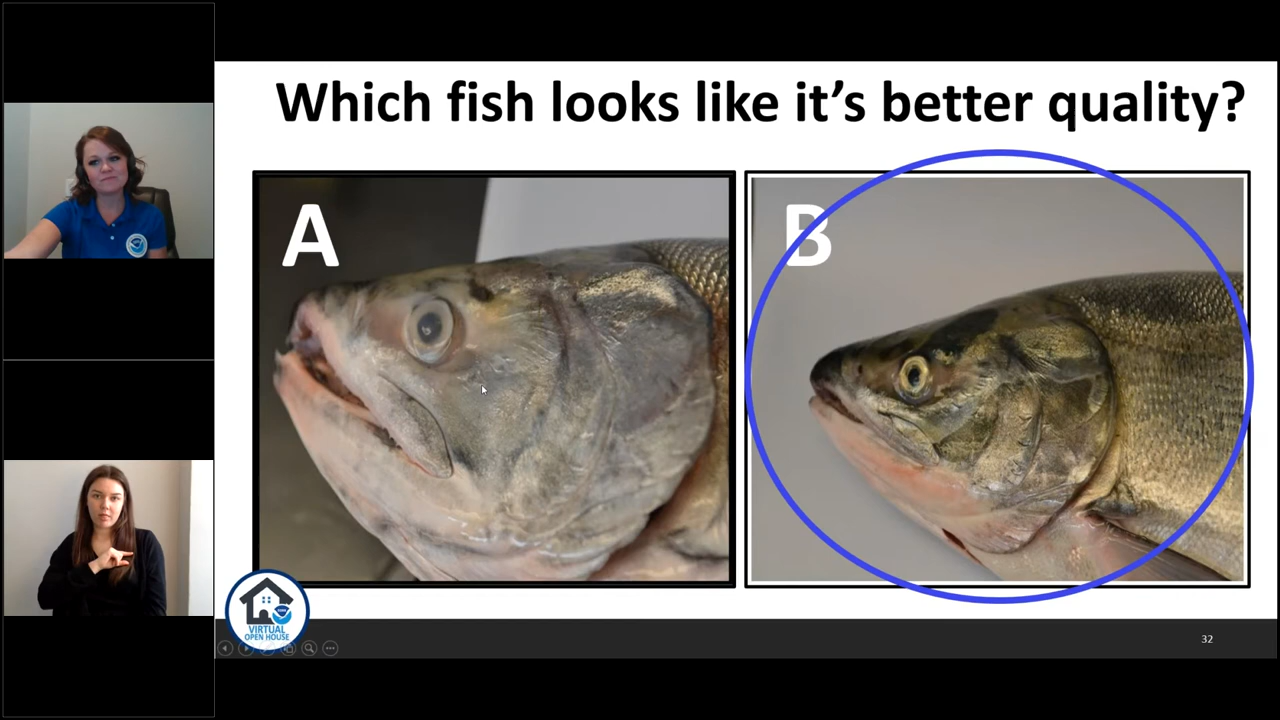 Which fish looks like it's better quality?
A
B
VIRTUAL
OPEN HOUSE
32